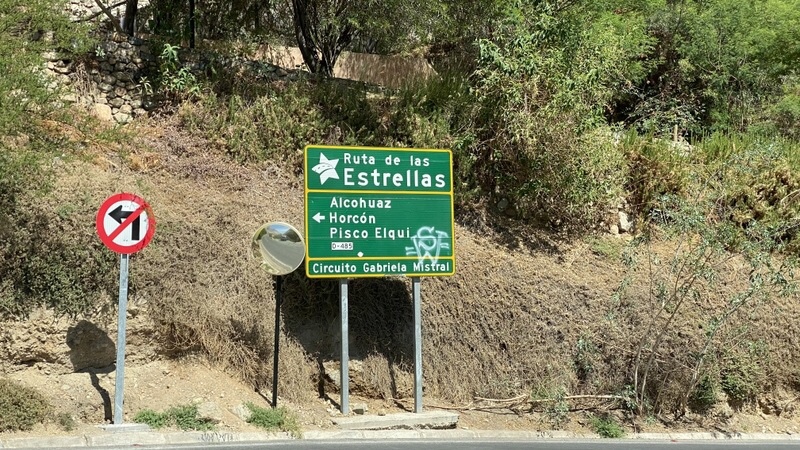 Ruta de las
Estrellas
Alcohuaz
Horcón
Pisco Elqui
D-485
Circuito Gabriela Mistral